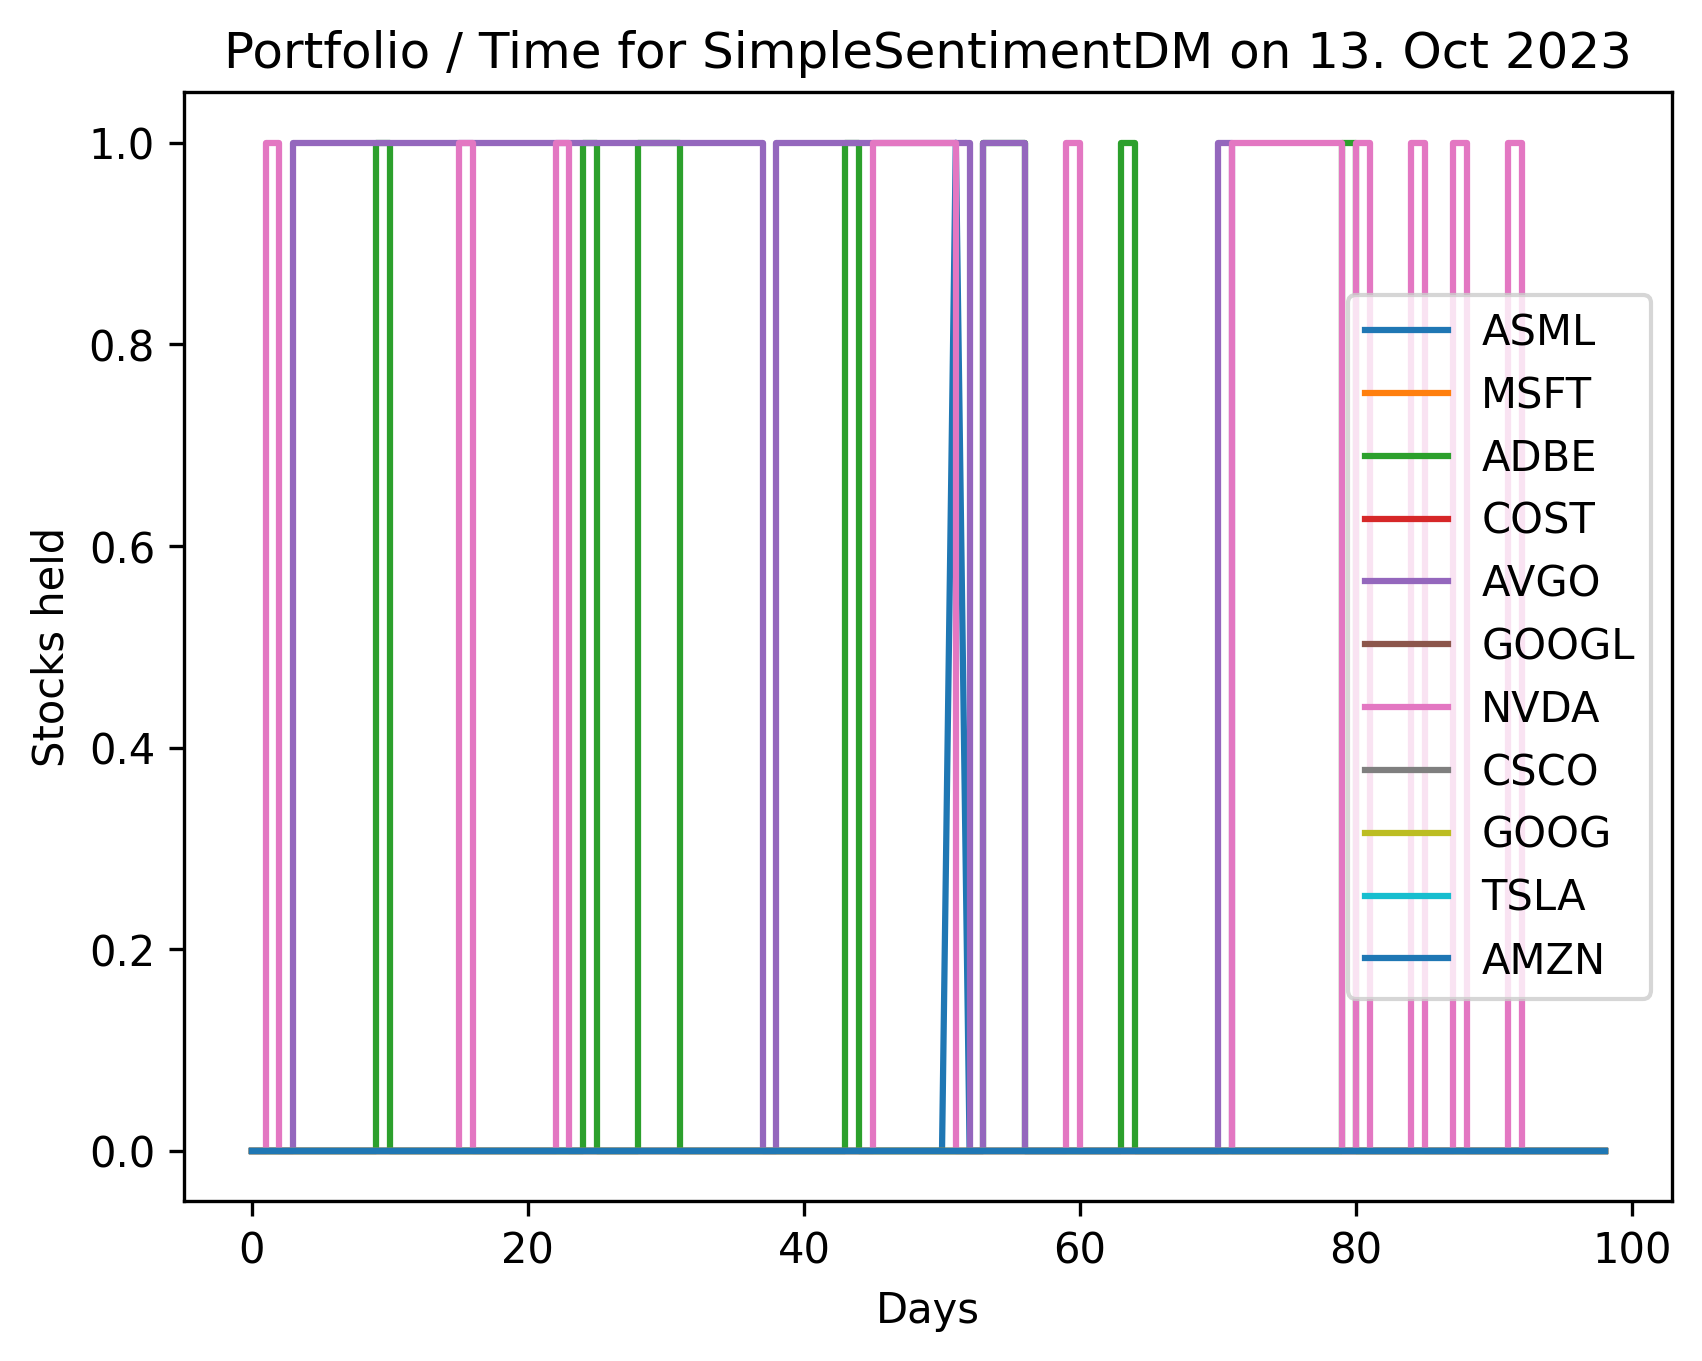 Portfolio / Time for SimpleSentimentDM on 13. Oct 2023
1.0
0.8
0.6
0.4
0.2
0.0
Stocks held
ASML
MSFT
ADBE
COST
AVGO
GOOGL
NVDA
CSCO
GOOG
TSLA
AMZN
0 20 40 60 80 100
Days